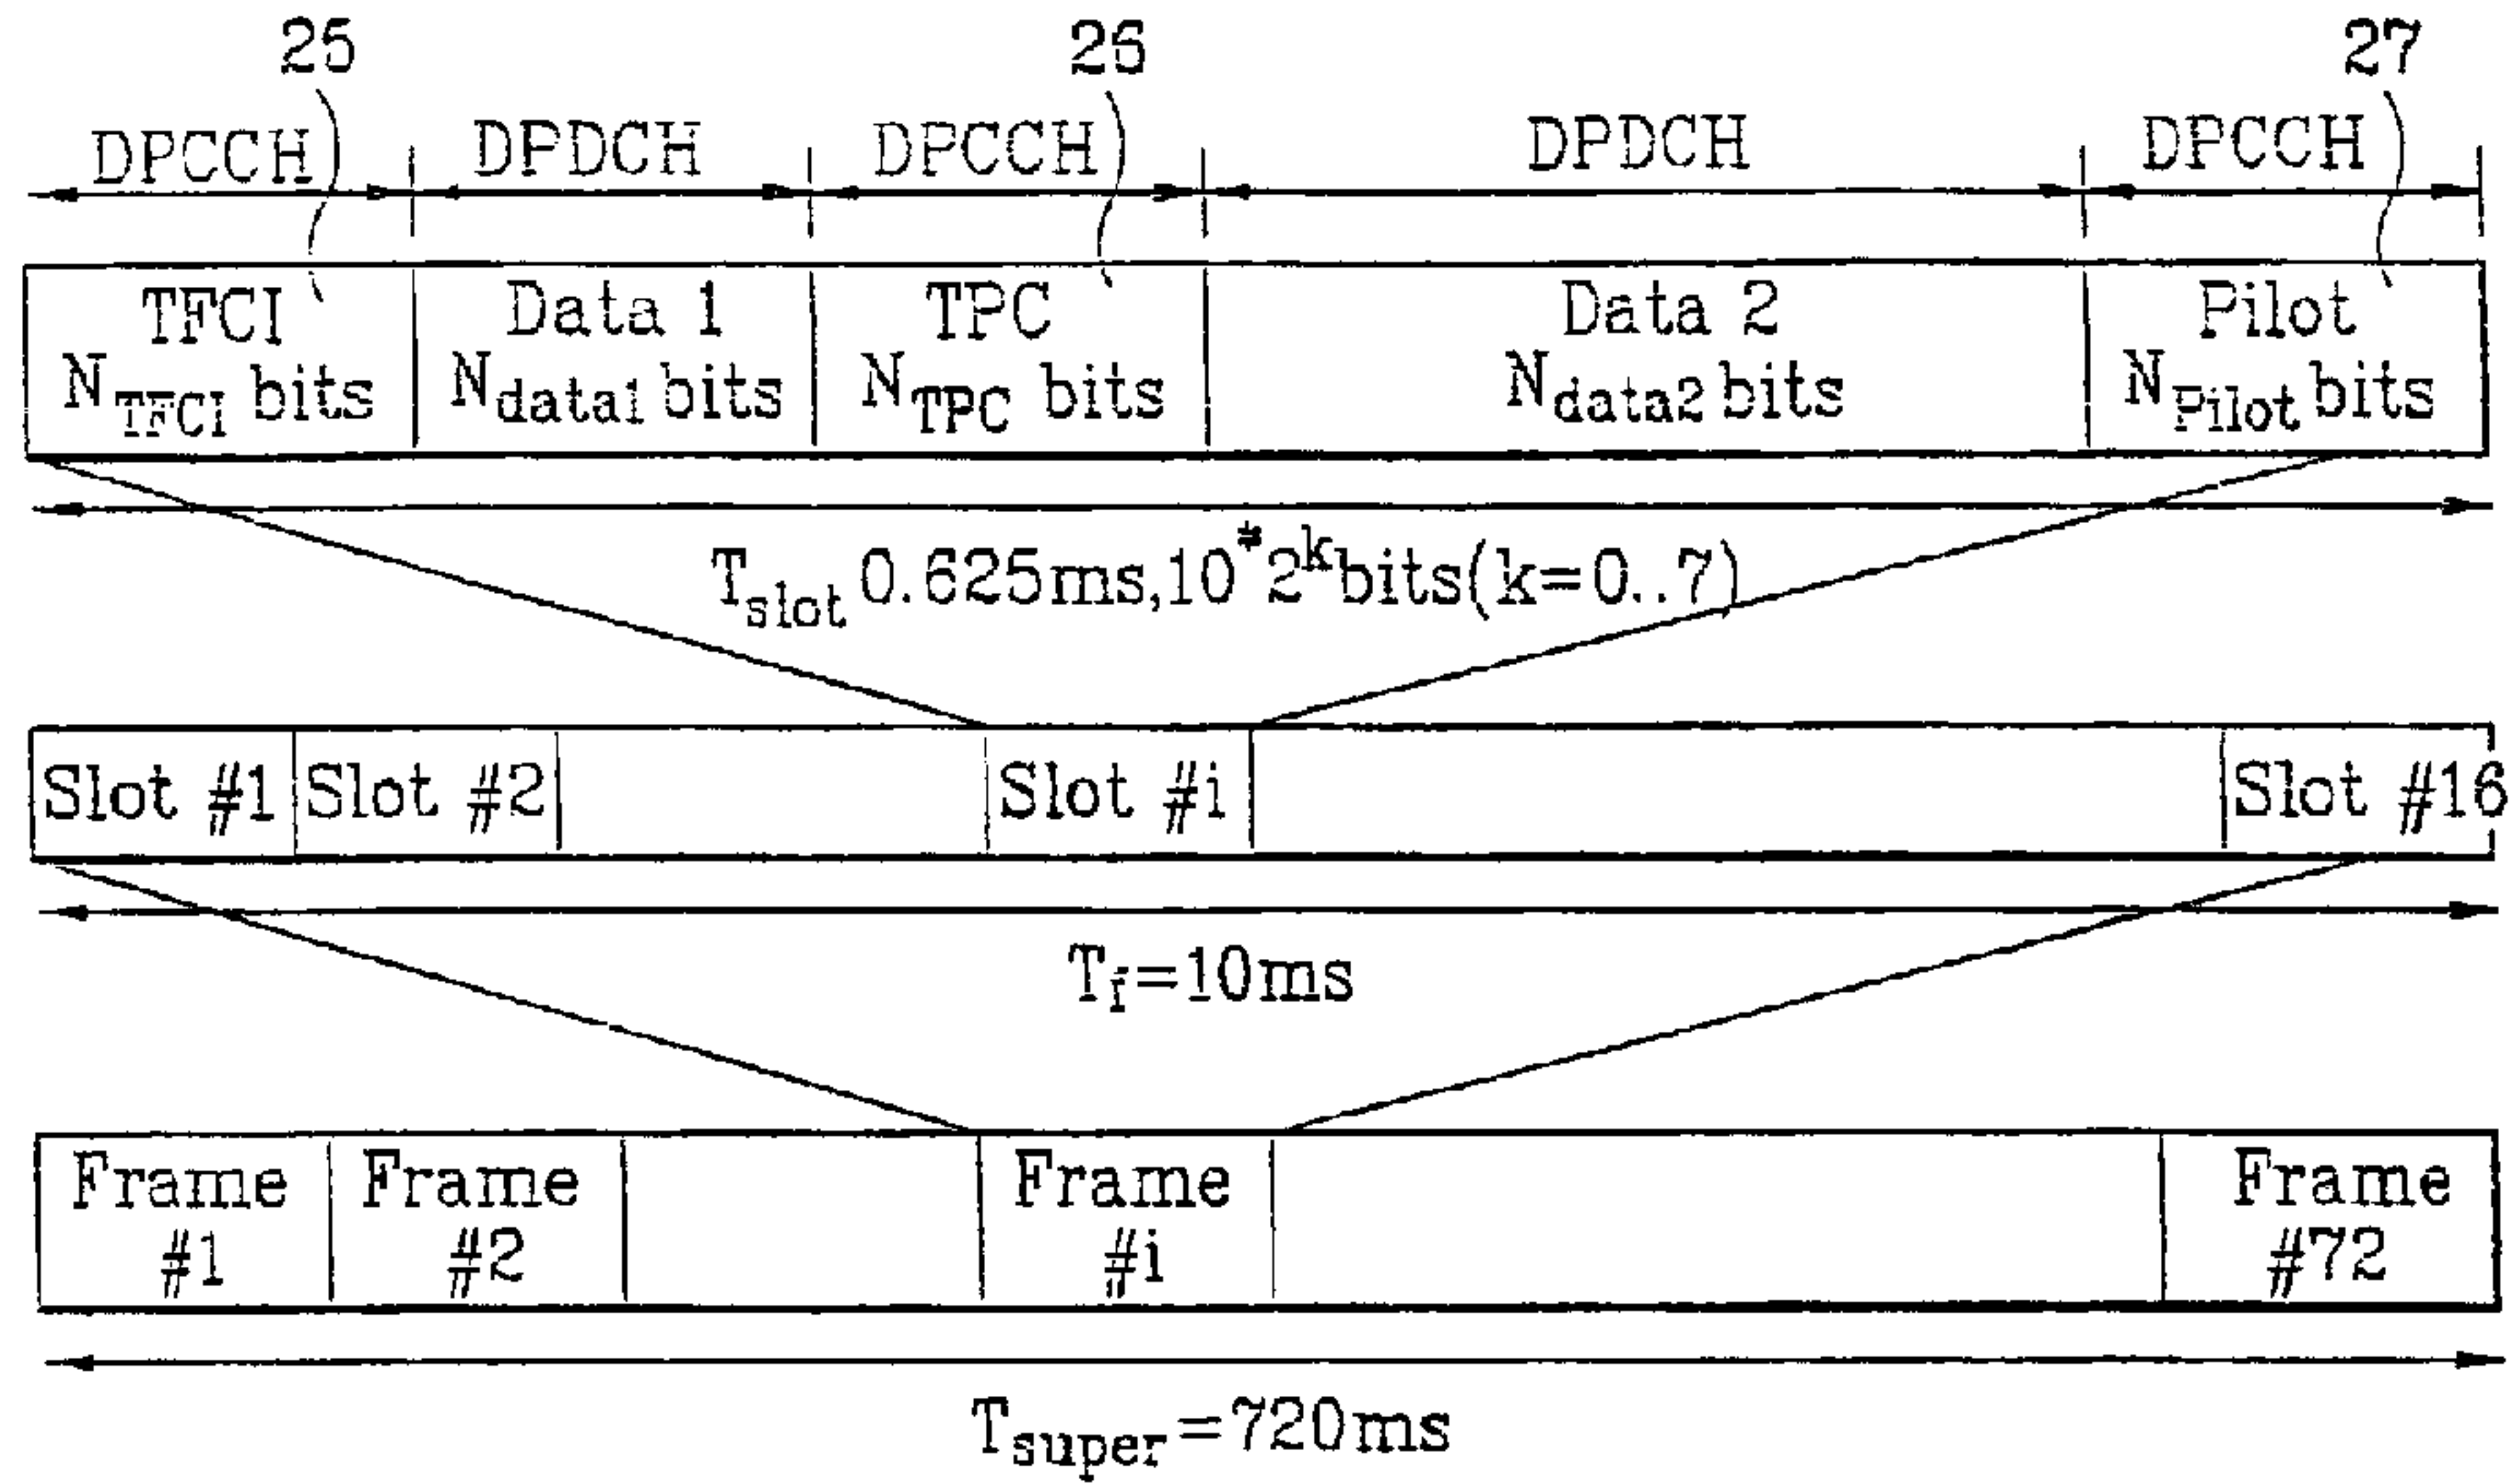 25 26 27
DPCCH DPDCH DPCCH DPDCH DPCCH
TFCI Data 1 TPC Data 2 Pilot
N_TFCI bits N_data1 bits N_TPC bits N_data2 bits N_Pilot bits
T_slot 0.625ms,10*2^k bits(k=0..7)
Slot #1 Slot #2 Slot #i Slot #16
T_f=10ms
Frame Frame Frame Frame
#1 #2 #i #72
T_super=720ms